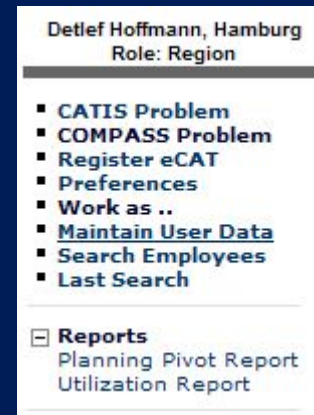 Detlef Hoffmann, Hamburg
Role: Region
CATIS Problem
COMPASS Problem
Register eCAT
Preferences
Work as ..
Maintain User Data
Search Employees
Last Search
Reports
Planning Pivot Report
Utilization Report